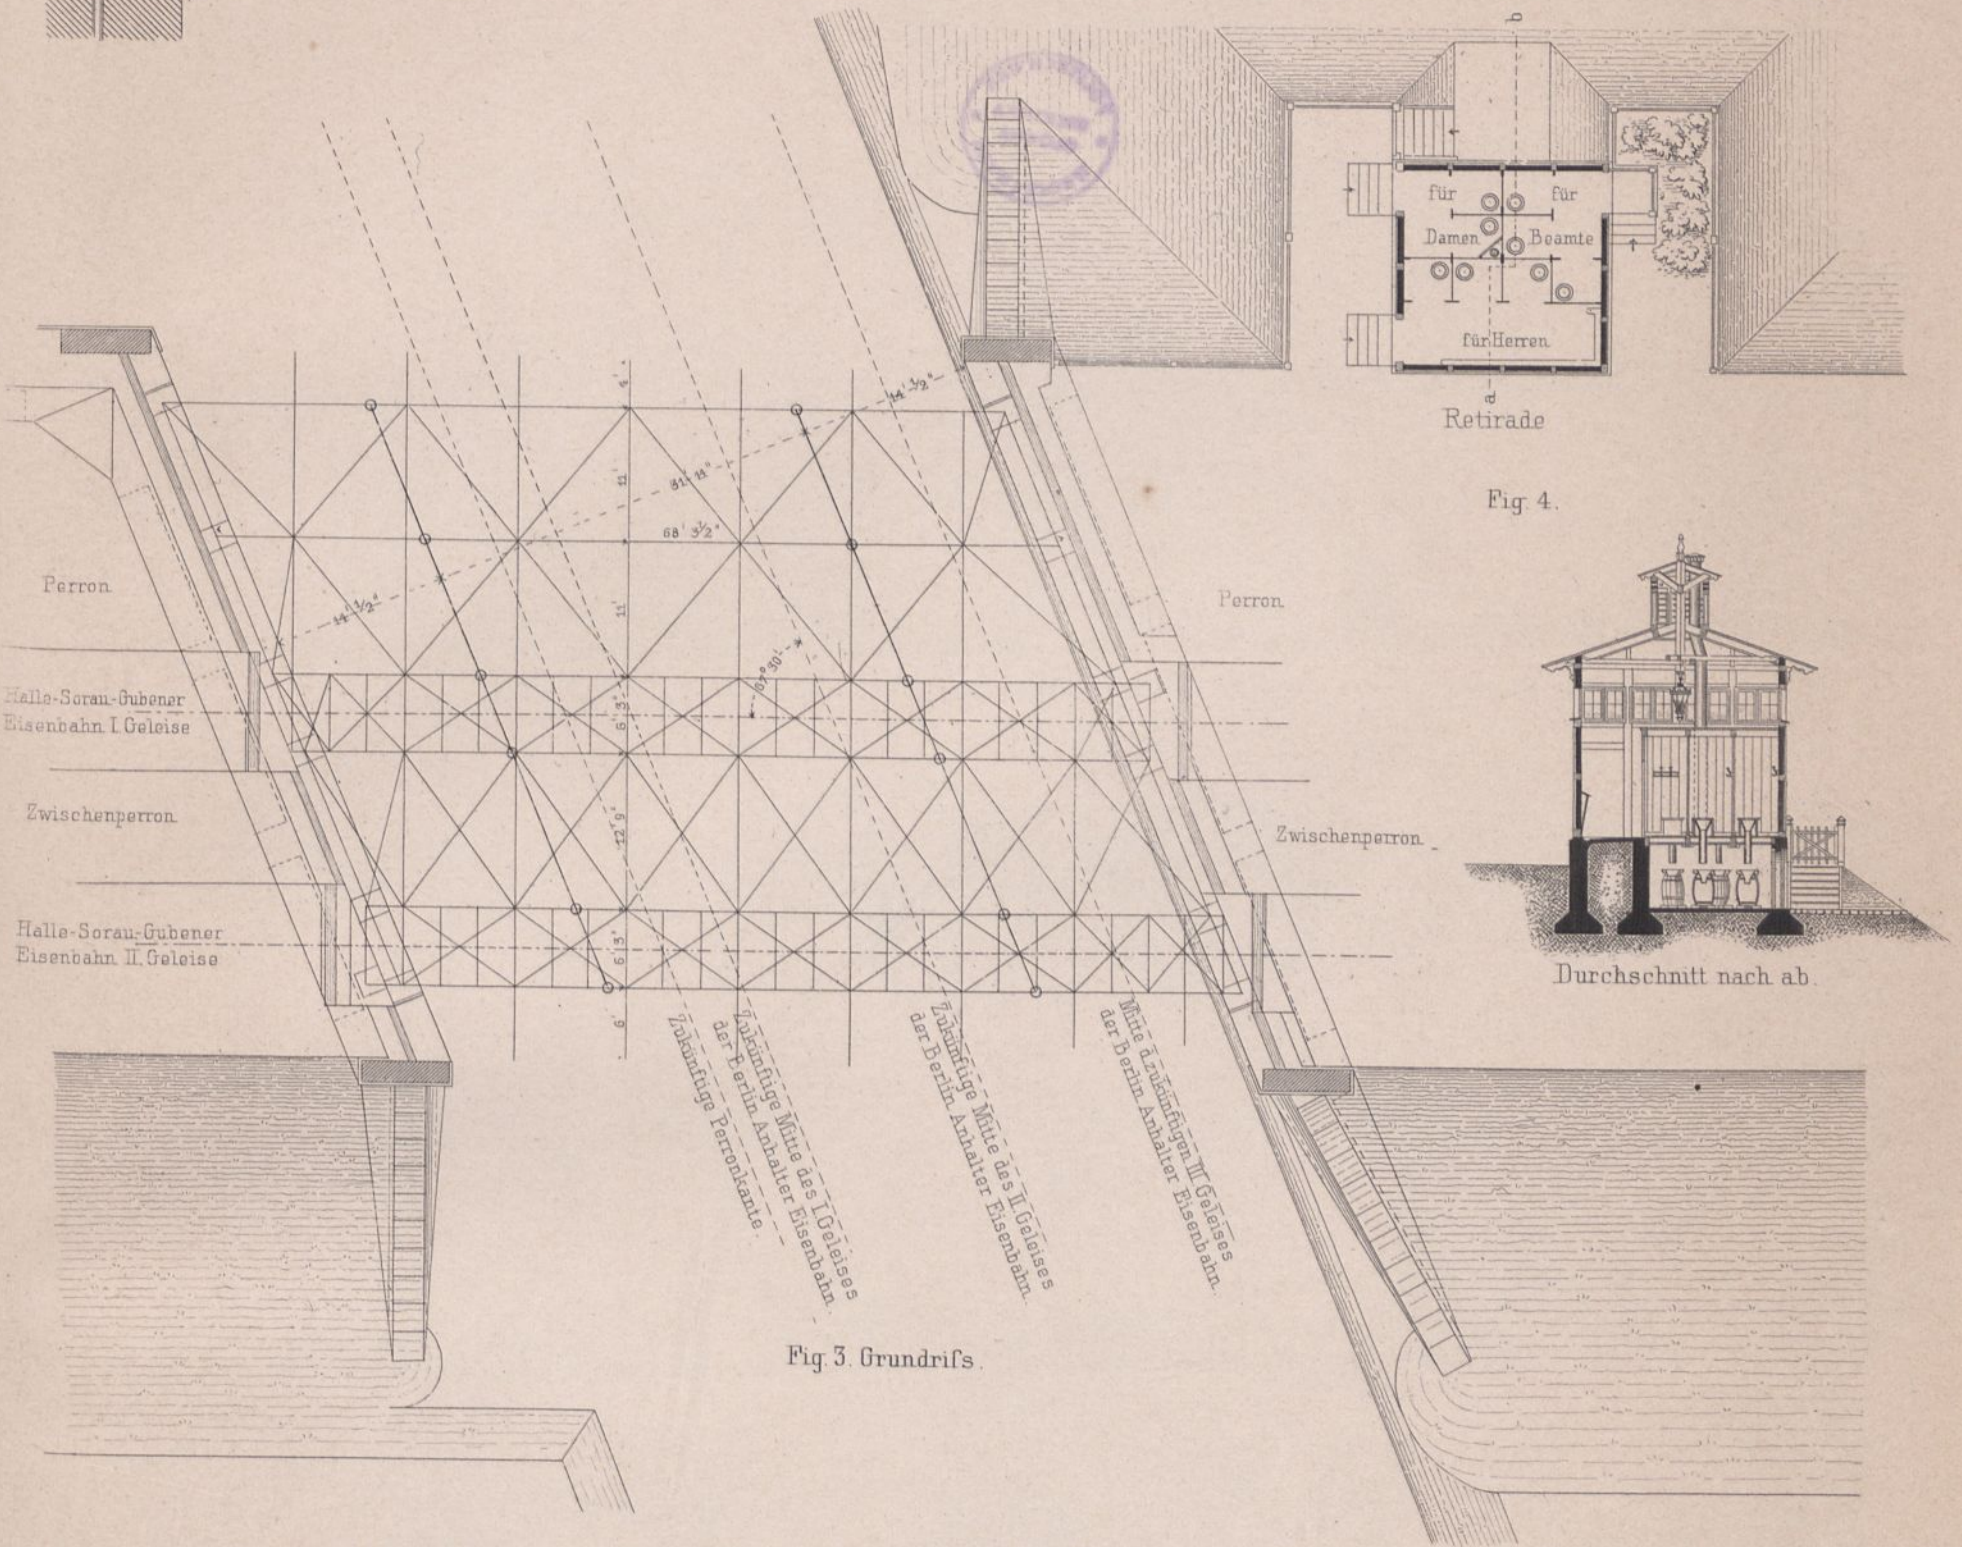 b
für
für
Damen
Beamte
für Herren
a
Retirade
Fig. 4.
4'
14' 3½"
11'
31' 11"
68' 3½"
Perron
11'
14' 3½"
Perron
67° 30'
Halle-Sorau-Gubener
Eisenbahn I. Geleise
6' 3"
Zwischenperron
12' 9"
Zwischenperron
Halle-Sorau-Gubener
Eisenbahn II. Geleise
6' 3"
6'
Durchschnitt nach ab.
Zukünftige Perronkante.
Zukünftige Mitte des I. Geleises
der Berlin Anhalter Eisenbahn.
Zukünftige Mitte des II. Geleises
der Berlin Anhalter Eisenbahn.
Mitte d. zukünftigen III. Geleises
der Berlin Anhalter Eisenbahn.
Fig. 3. Grundriſs.